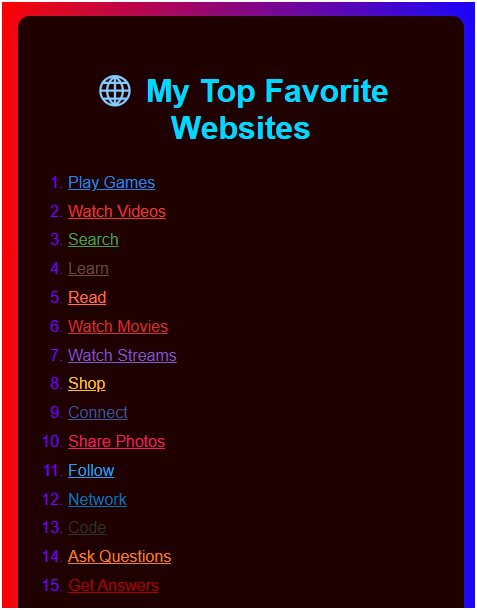 🌐 My Top Favorite
Websites
1. Play Games
2. Watch Videos
3. Search
4. Learn
5. Read
6. Watch Movies
7. Watch Streams
8. Shop
9. Connect
10. Share Photos
11. Follow
12. Network
13. Code
14. Ask Questions
15. Get Answers